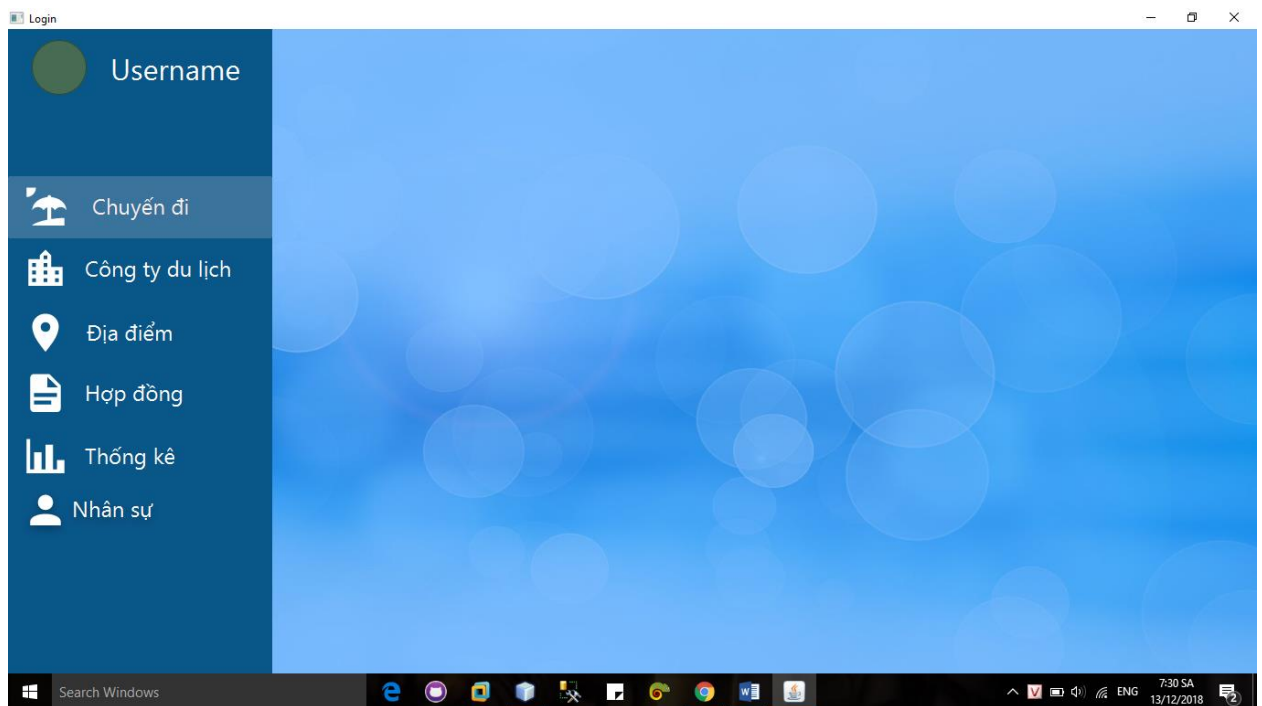 Login
Username
Chuyến đi
Công ty du lịch
Địa điểm
Hợp đồng
Thống kê
Nhân sự
Search Windows
ENG
7:30 SA
13/12/2018